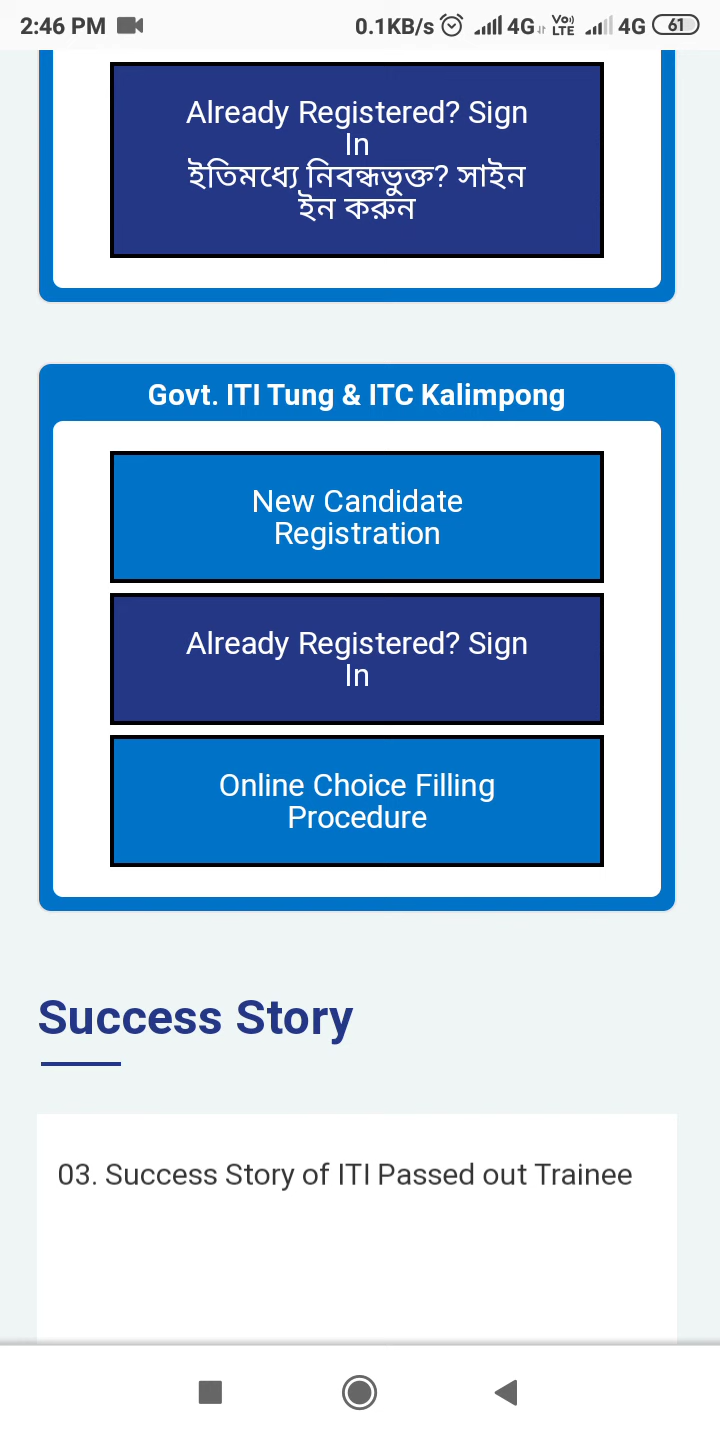 2:46 PM 0.1KB/s 4G Vo) LTE 4G 61
Already Registered? Sign
In
ইতিমধ্যে নিবন্ধভুক্ত? সাইন
ইন করুন
Govt. ITI Tung & ITC Kalimpong
New Candidate
Registration
Already Registered? Sign
In
Online Choice Filling
Procedure
Success Story
03. Success Story of ITI Passed out Trainee